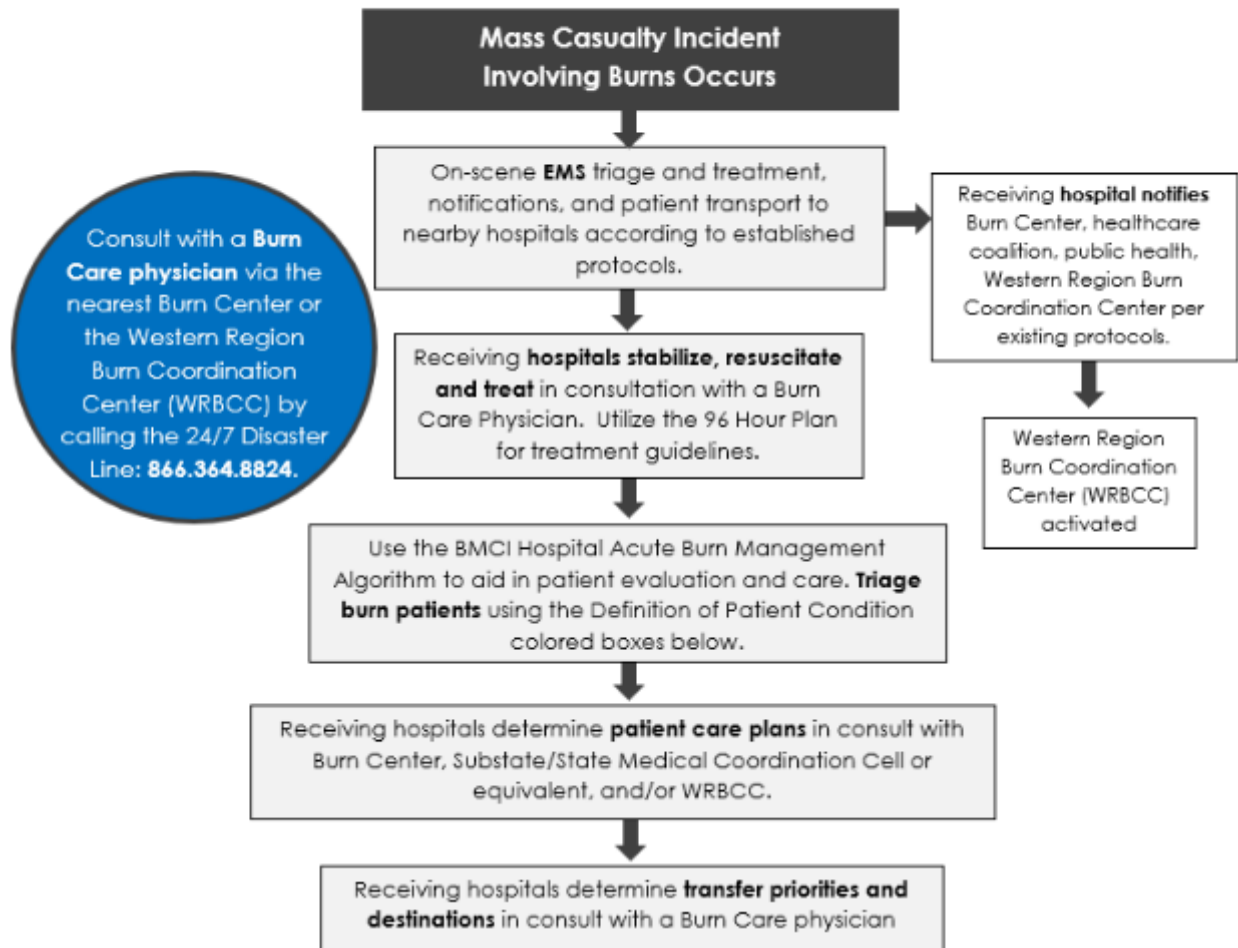 Mass Casualty Incident
Involving Burns Occurs
On-scene EMS triage and treatment,
notifications, and patient transport to
nearby hospitals according to established
protocols.
Receiving hospital notifies
Burn Center, healthcare
coalition, public health,
Western Region Burn
Coordination Center per
existing protocols.
Consult with a Burn
Care physician via the
nearest Burn Center or
the Western Region
Burn Coordination
Center (WRBCC) by
calling the 24/7 Disaster
Line: 866.364.8824.
Receiving hospitals stabilize, resuscitate
and treat in consultation with a Burn
Care Physician. Utilize the 96 Hour Plan
for treatment guidelines.
Western Region
Burn Coordination
Center (WRBCC)
activated
Use the BMCI Hospital Acute Burn Management
Algorithm to aid in patient evaluation and care. Triage
burn patients using the Definition of Patient Condition
colored boxes below.
Receiving hospitals determine patient care plans in consult with
Burn Center, Substate/State Medical Coordination Cell or
equivalent, and/or WRBCC.
Receiving hospitals determine transfer priorities and
destinations in consult with a Burn Care physician